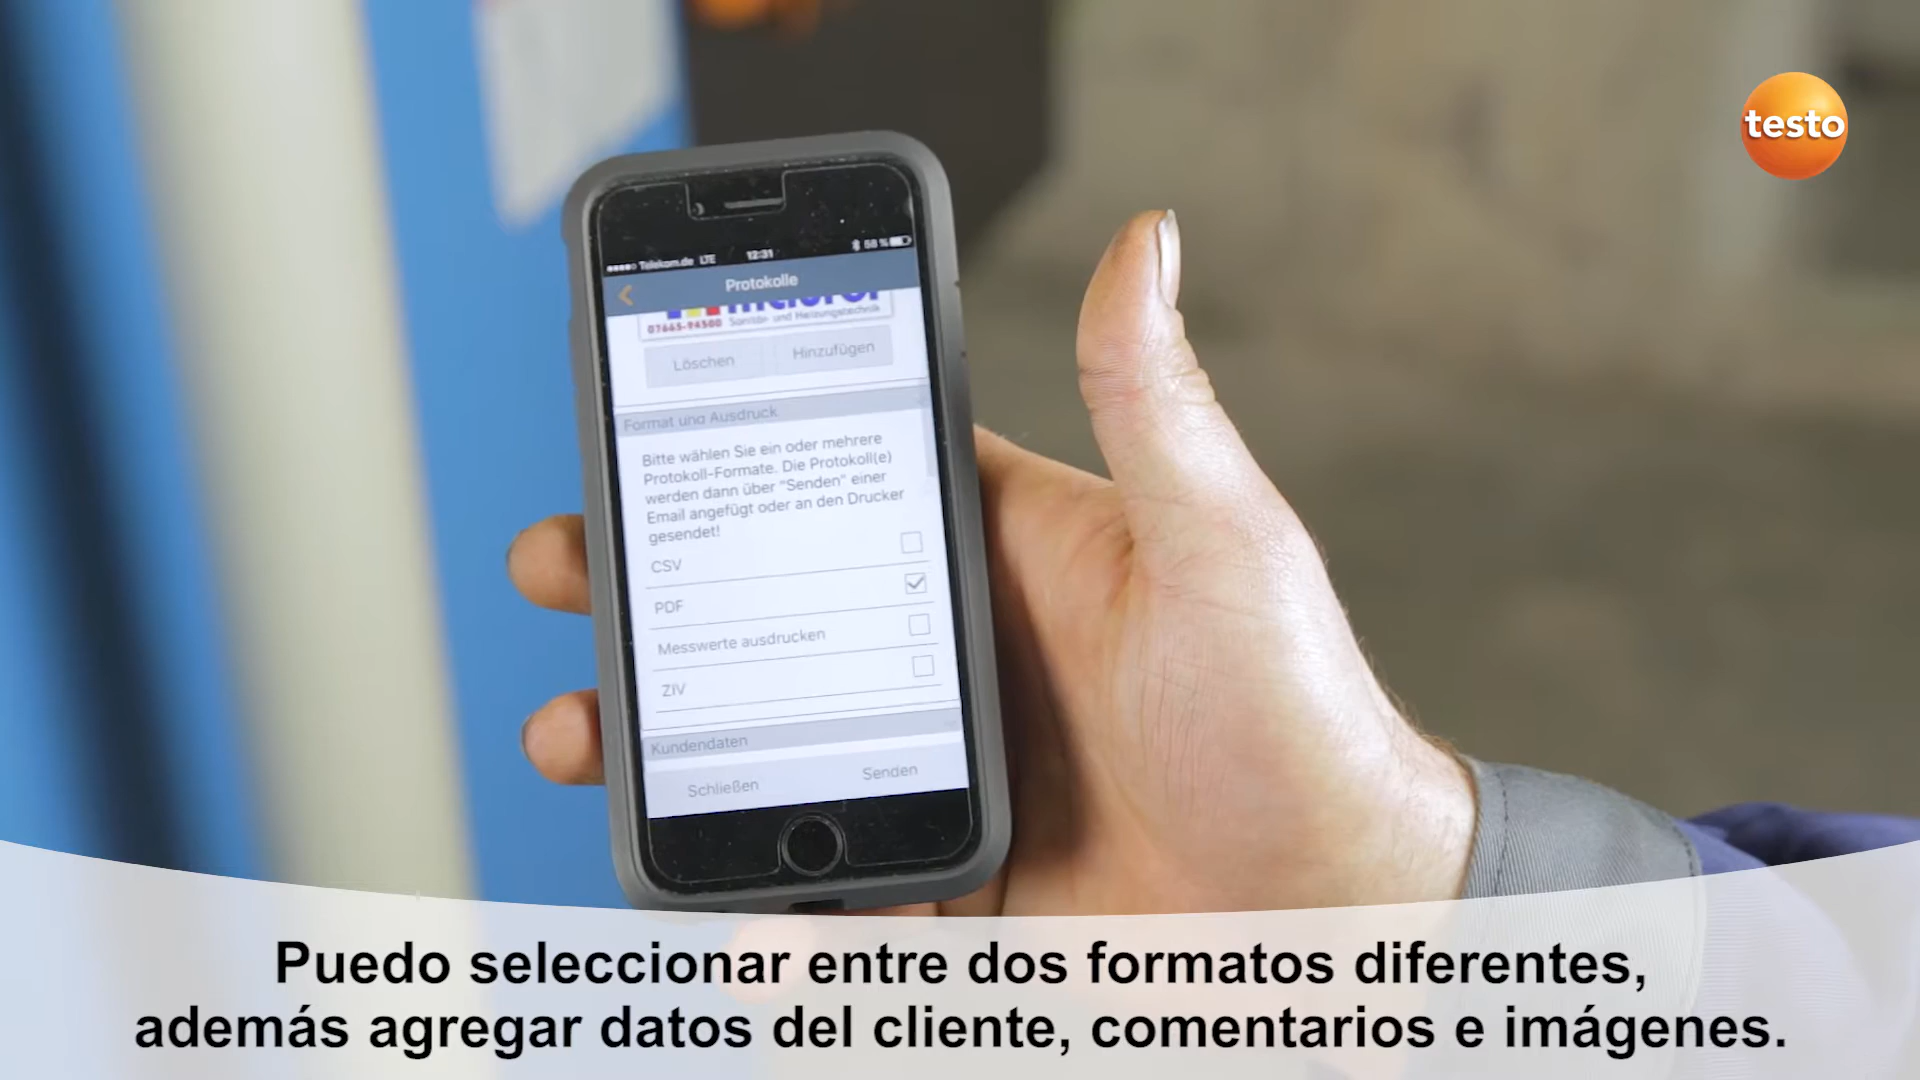 testo
Telekom.de LTE 12:31 58 %
Protokolle
07665-94500 Sanitär- und Heizungstechnik
Löschen Hinzufügen
Format und Ausdruck
Bitte wählen Sie ein oder mehrere
Protokoll-Formate. Die Protokoll(e)
werden dann über "Senden" einer
Email angefügt oder an den Drucker
gesendet!
CSV
PDF
Messwerte ausdrucken
ZIV
Kundendaten
Schließen Senden
Puedo seleccionar entre dos formatos diferentes,
además agregar datos del cliente, comentarios e imágenes.